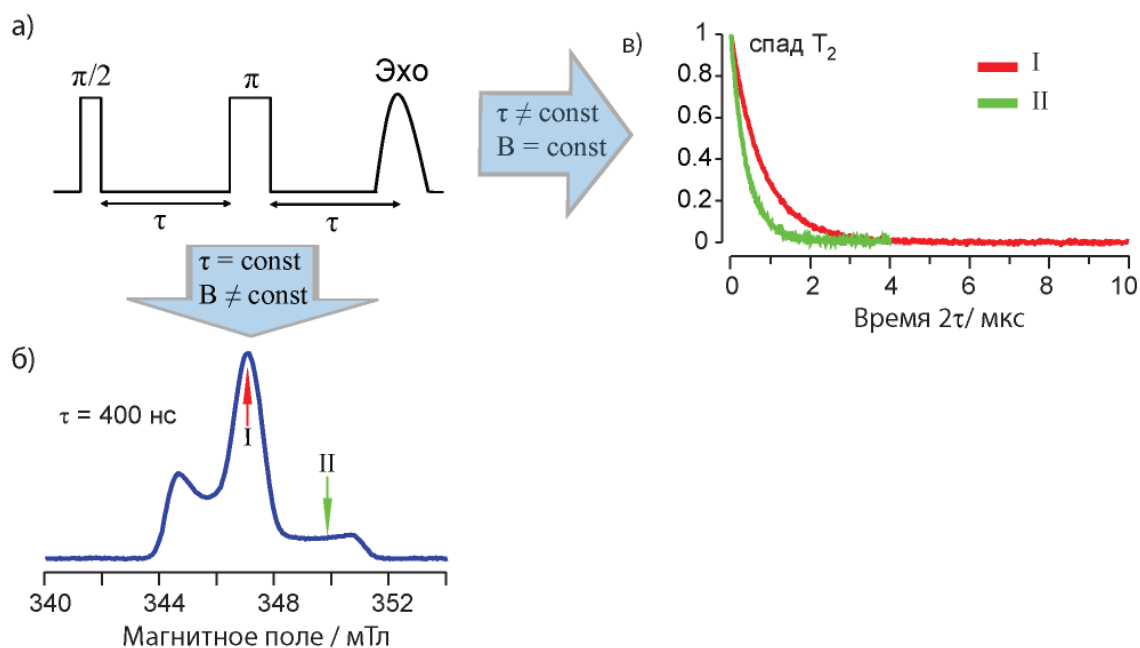 а)
π/2
π
Эхо
τ
τ
τ ≠ const
B = const
в)
спад T₂
I
II
1
0.8
0.6
0.4
0.2
0
0
2
4
6
8
10
Время 2τ/ мкс
τ = const
B ≠ const
б)
τ = 400 нс
I
II
340
344
348
352
Магнитное поле / мТл